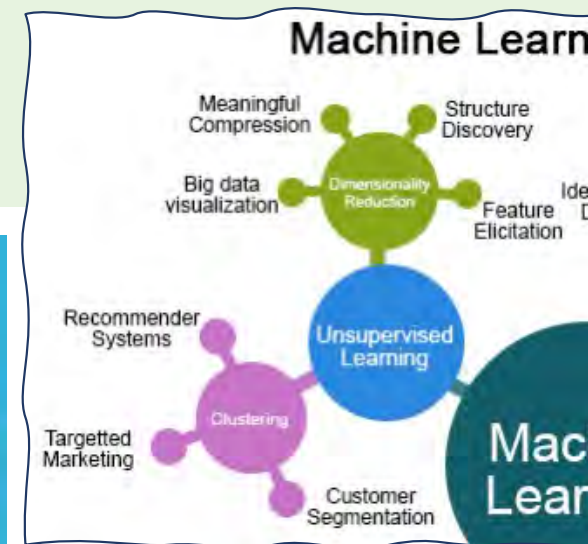 Machine Learn
Meaningful
Compression
Structure
Discovery
Dimensionality
Reduction
Big data
visualization
Ide
D
Feature
Elicitation
Recommender
Systems
Unsupervised
Learning
Clustering
Targetted
Marketing
Mac
Lear
Customer
Segmentation